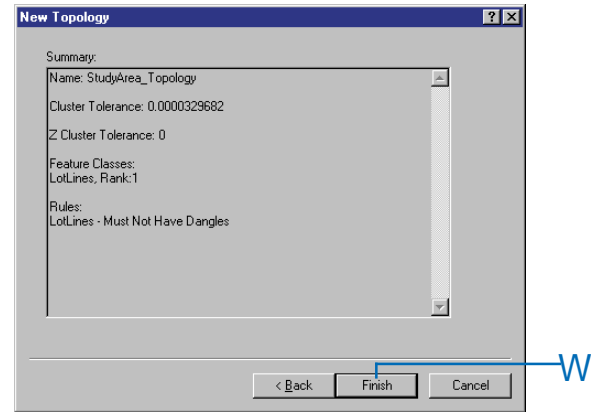 New Topology
Summary:
Name: StudyArea_Topology
Cluster Tolerance: 0.0000329682
Z Cluster Tolerance: 0
Feature Classes:
LotLines, Rank:1
Rules:
LotLines - Must Not Have Dangles
< Back Finish Cancel
W